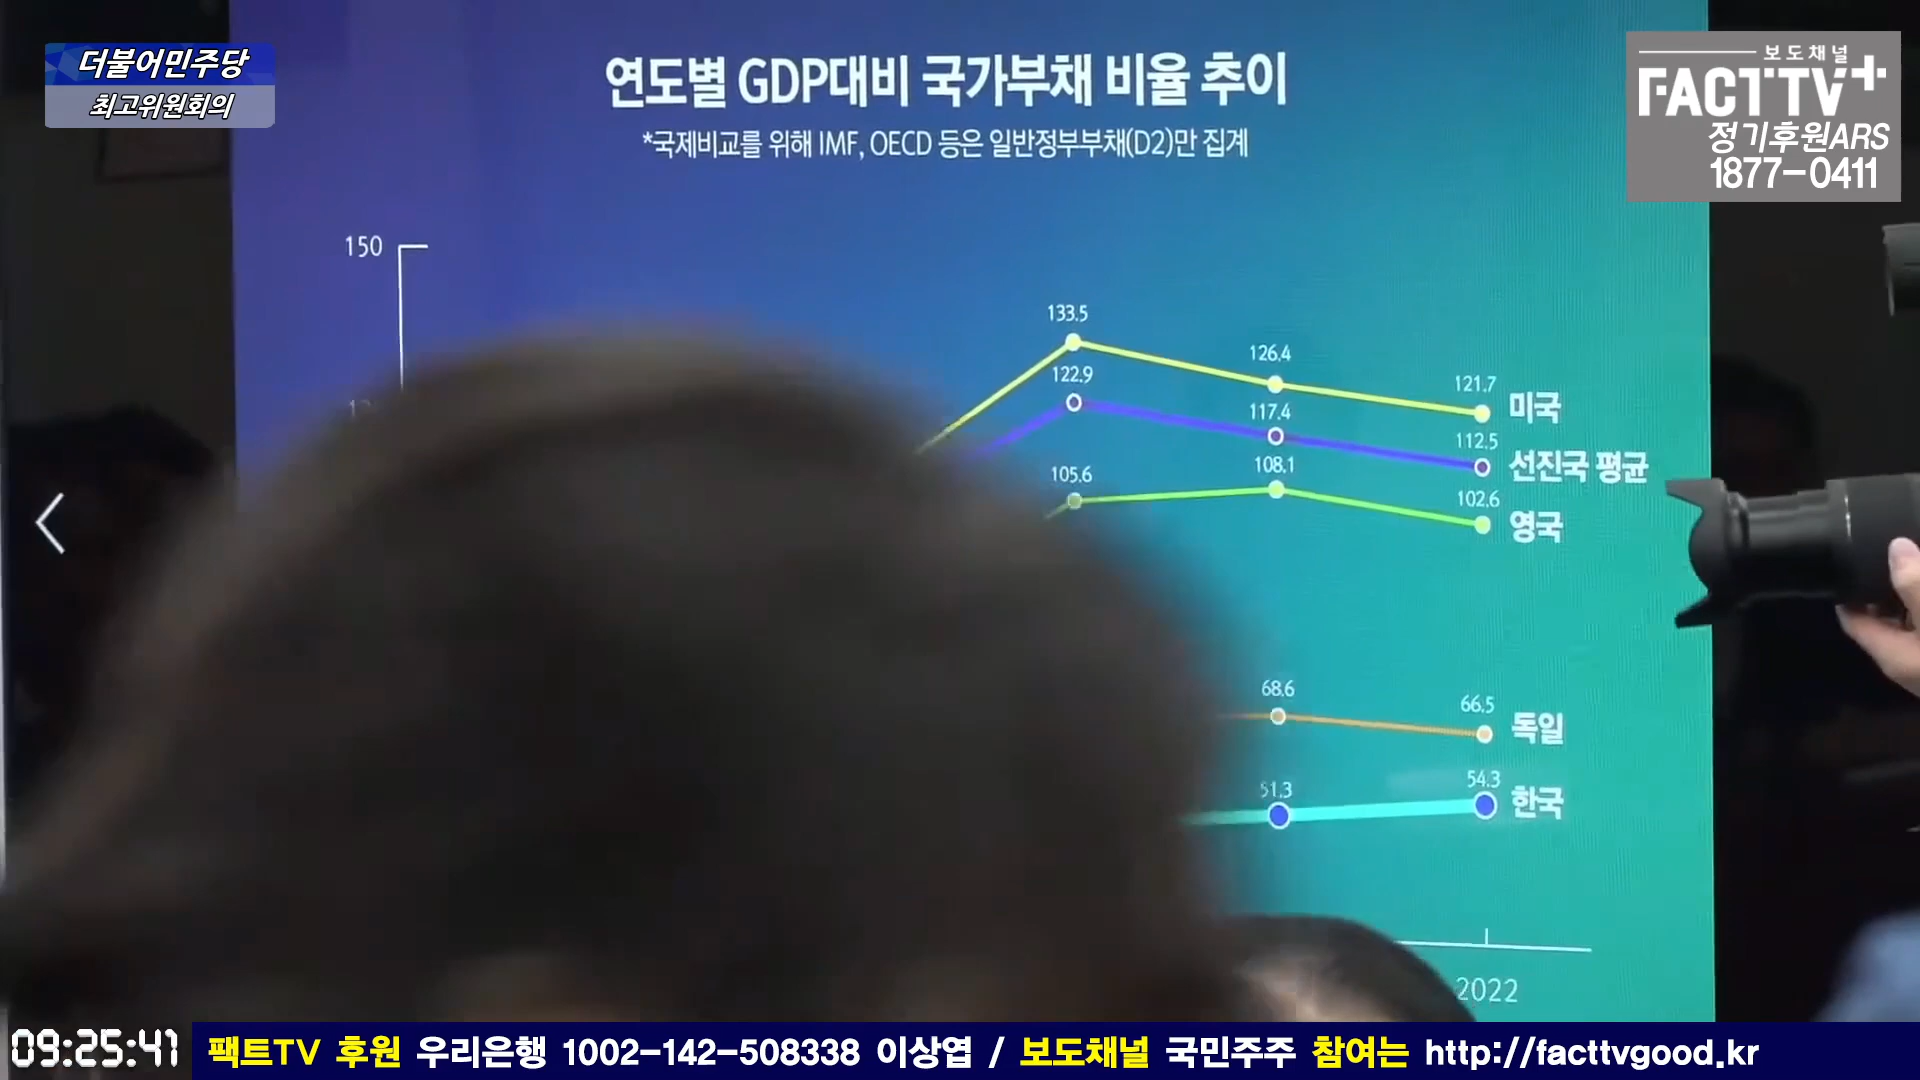 더불어민주당
최고위원회의
보도채널
FACTTV+
정기후원ARS
1877-0411
연도별 GDP대비 국가부채 비율 추이
*국제비교를 위해 IMF, OECD 등은 일반정부부채(D2)만 집계
150
133.5
126.4
121.7
미국
122.9
117.4
112.5
선진국 평균
105.6
108.1
102.6
영국
68.6
66.5
독일
51.3
54.3
한국
2022
09:25:41
팩트TV 후원 우리은행 1002-142-508338 이상엽 / 보도채널 국민주주 참여는 http://facttvgood.kr